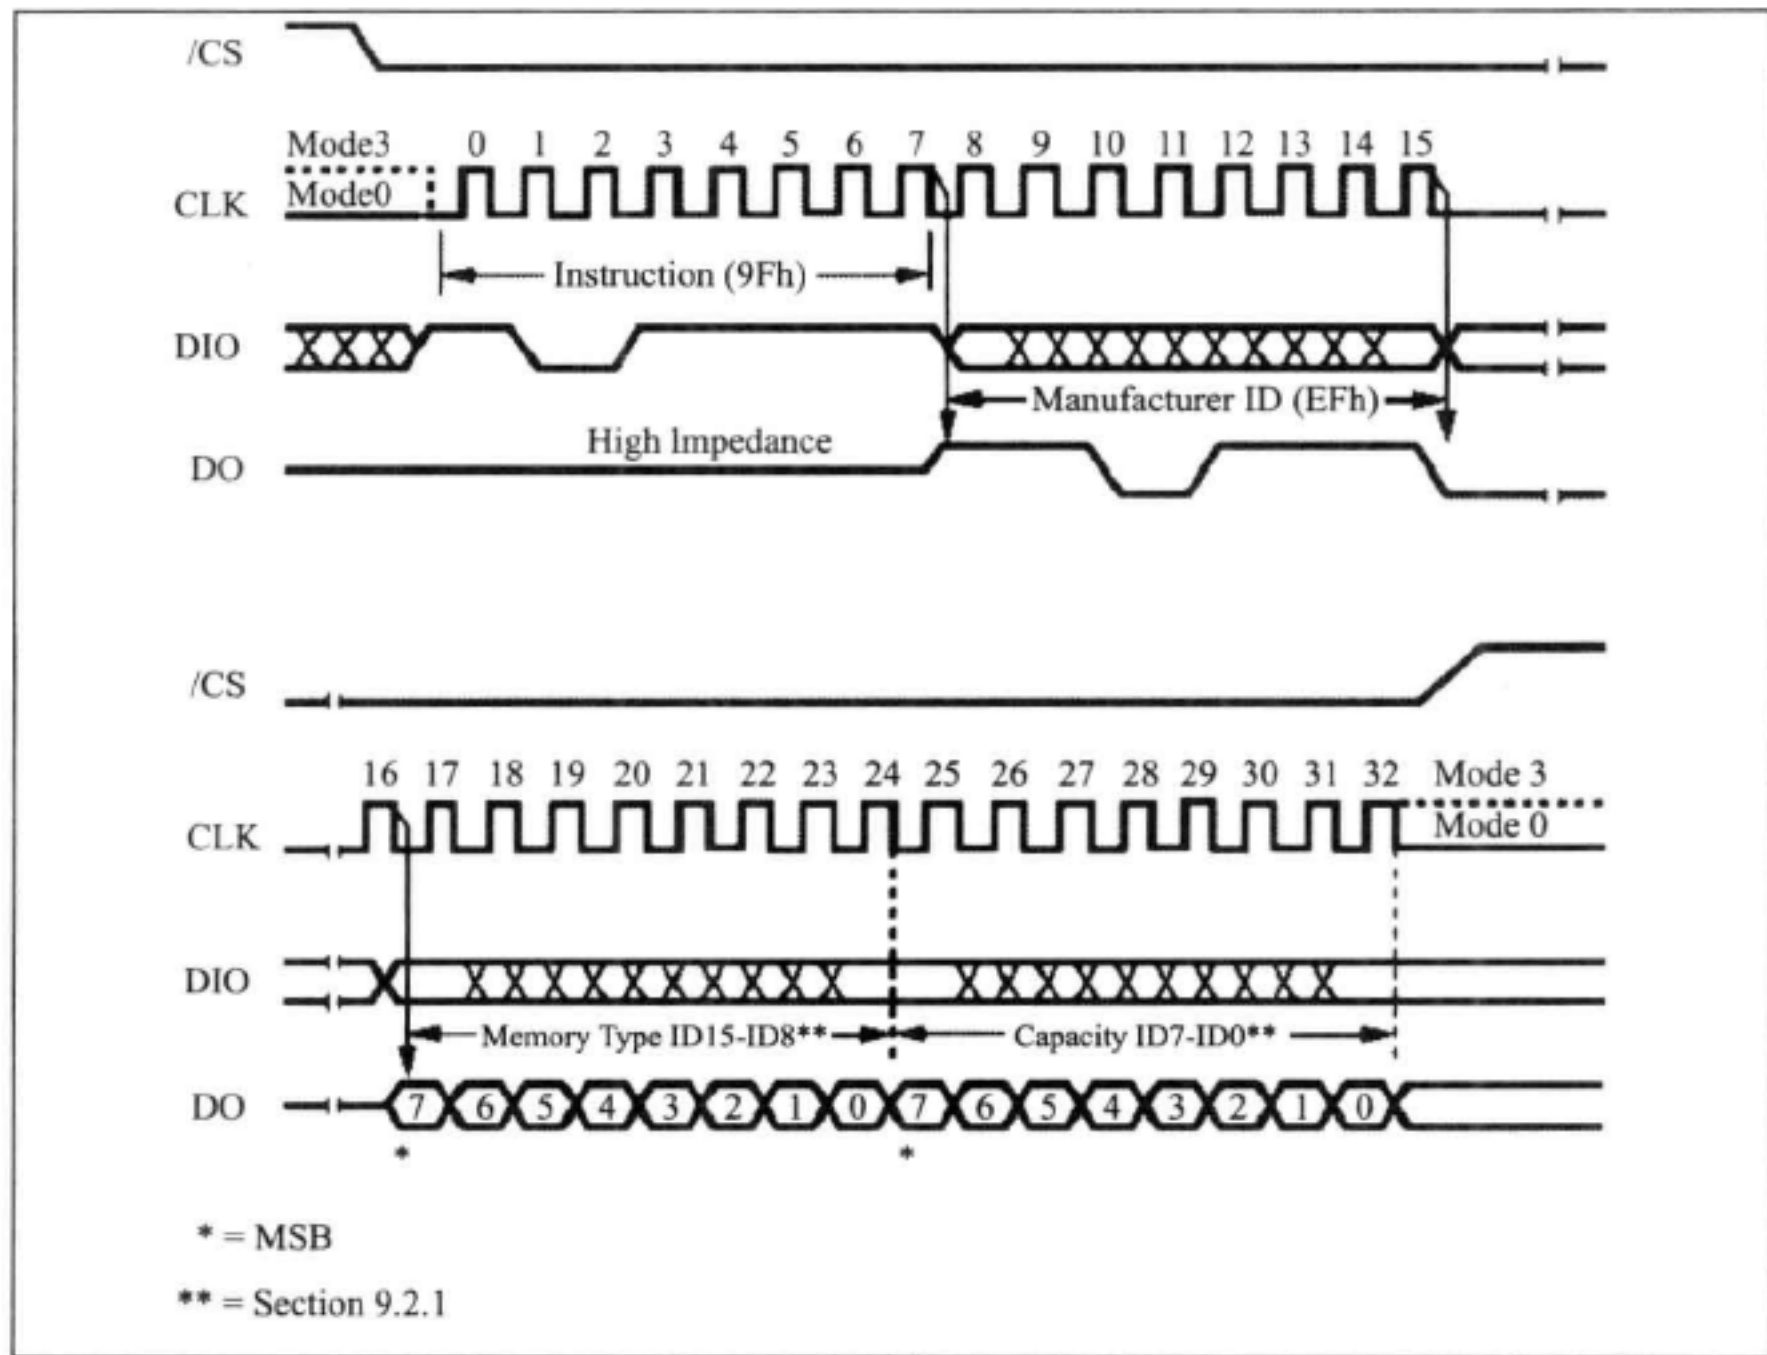 /CS
Mode3 0 1 2 3 4 5 6 7 8 9 10 11 12 13 14 15
CLK Mode0
Instruction (9Fh)
DIO
Manufacturer ID (EFh)
High Impedance
DO
/CS
16 17 18 19 20 21 22 23 24 25 26 27 28 29 30 31 32 Mode 3
CLK Mode 0
DIO
Memory Type ID15-ID8** Capacity ID7-ID0**
DO 7 6 5 4 3 2 1 0 7 6 5 4 3 2 1 0
* *
* = MSB
** = Section 9.2.1